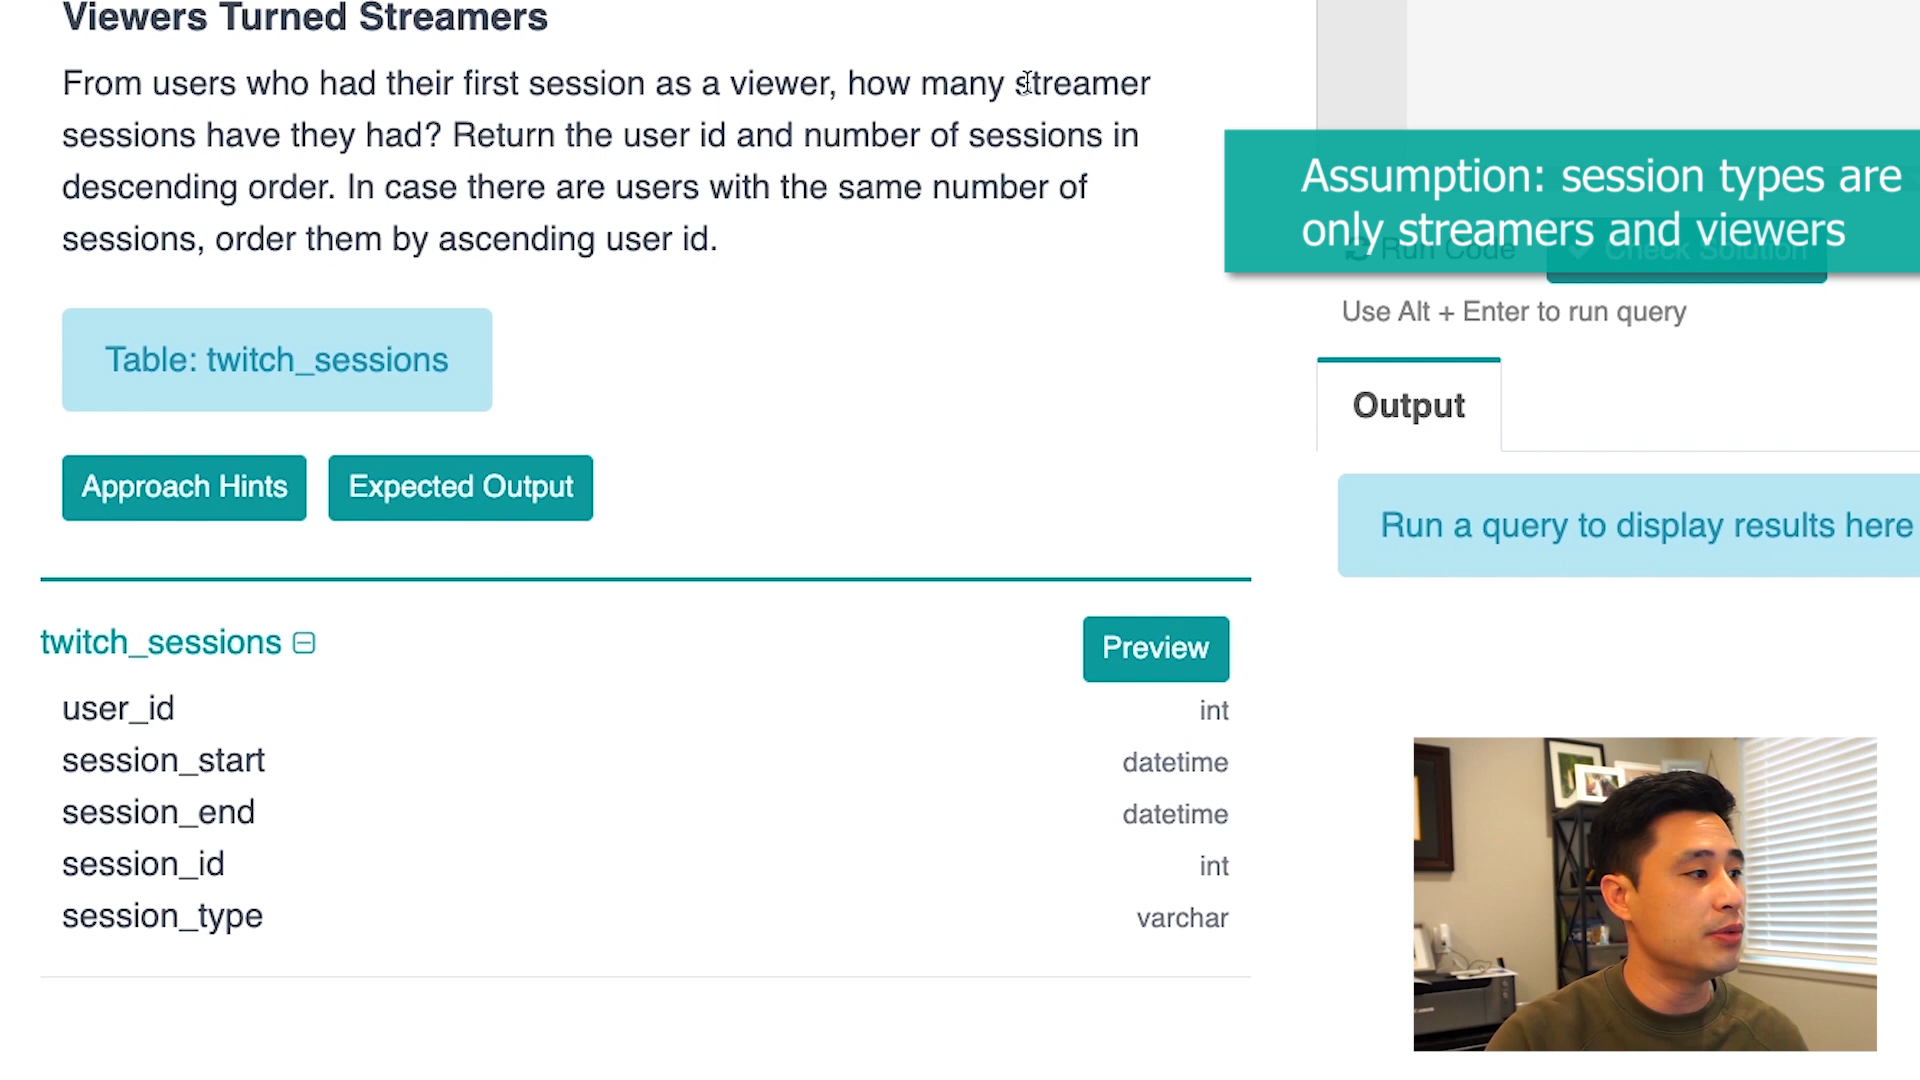 Viewers Turned Streamers
From users who had their first session as a viewer, how many streamer
sessions have they had? Return the user id and number of sessions in
descending order. In case there are users with the same number of
sessions, order them by ascending user id.
Table: twitch_sessions
Approach Hints
Expected Output
twitch_sessions
Preview
user_id int
session_start datetime
session_end datetime
session_id int
session_type varchar
Assumption: session types are
only streamers and viewers
Run Code
Check Solution
Use Alt + Enter to run query
Output
Run a query to display results here